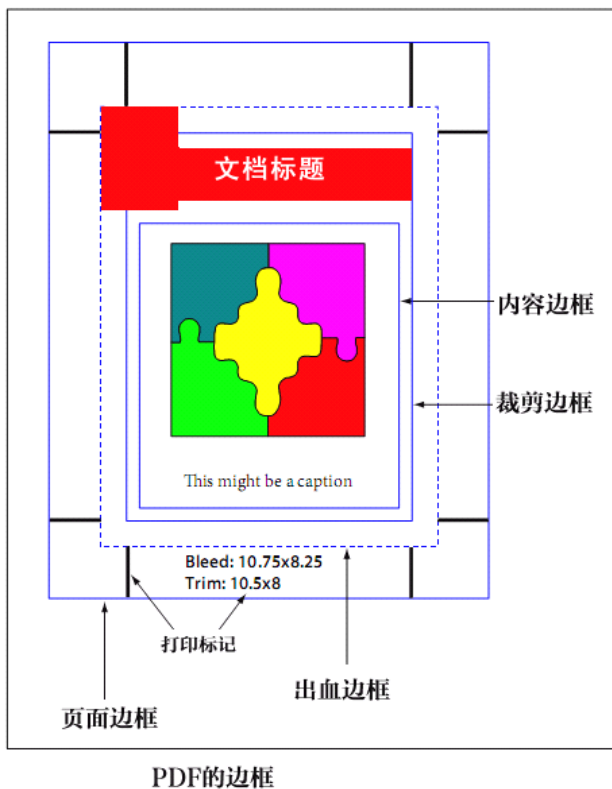 文档标题
内容边框
裁剪边框
This might be a caption
Bleed: 10.75x8.25
Trim: 10.5x8
打印标记
出血边框
页面边框
PDF的边框